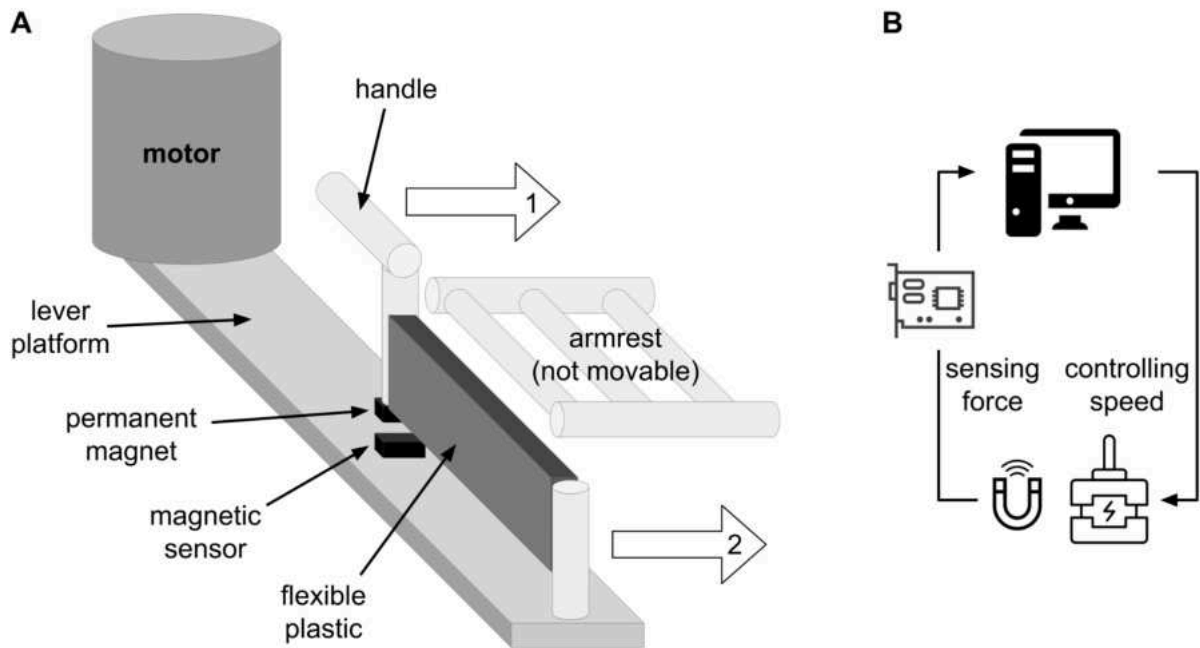 A
B
handle
motor
1
lever
platform
armrest
(not movable)
sensing
force
controlling
speed
permanent
magnet
magnetic
sensor
2
flexible
plastic